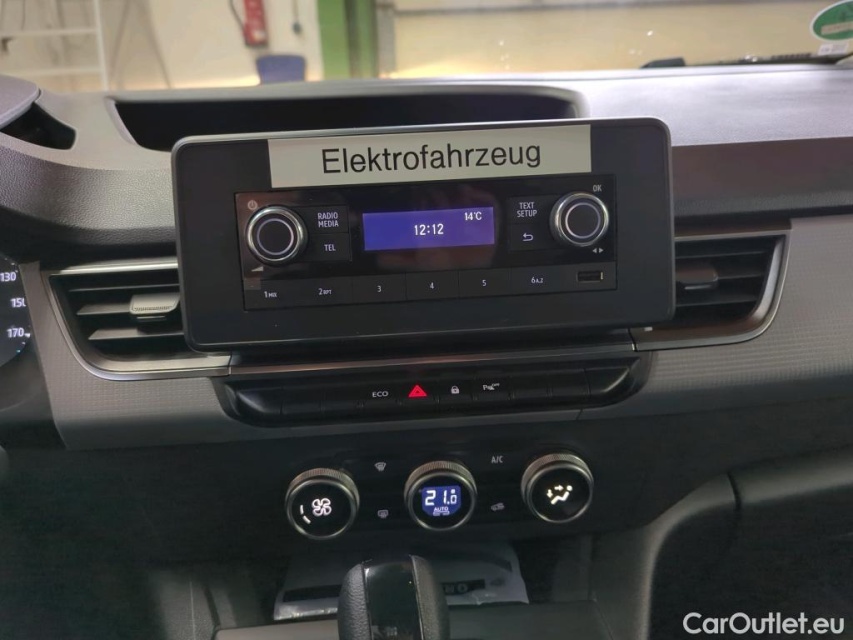 Elektrofahrzeug
OK
RADIO
MEDIA
14°C
TEXT
SETUP
12:12
TEL
1
2
3
4
5
6
130
150
170
ECO
A/C
21.0
AUTO
CarOutlet.eu